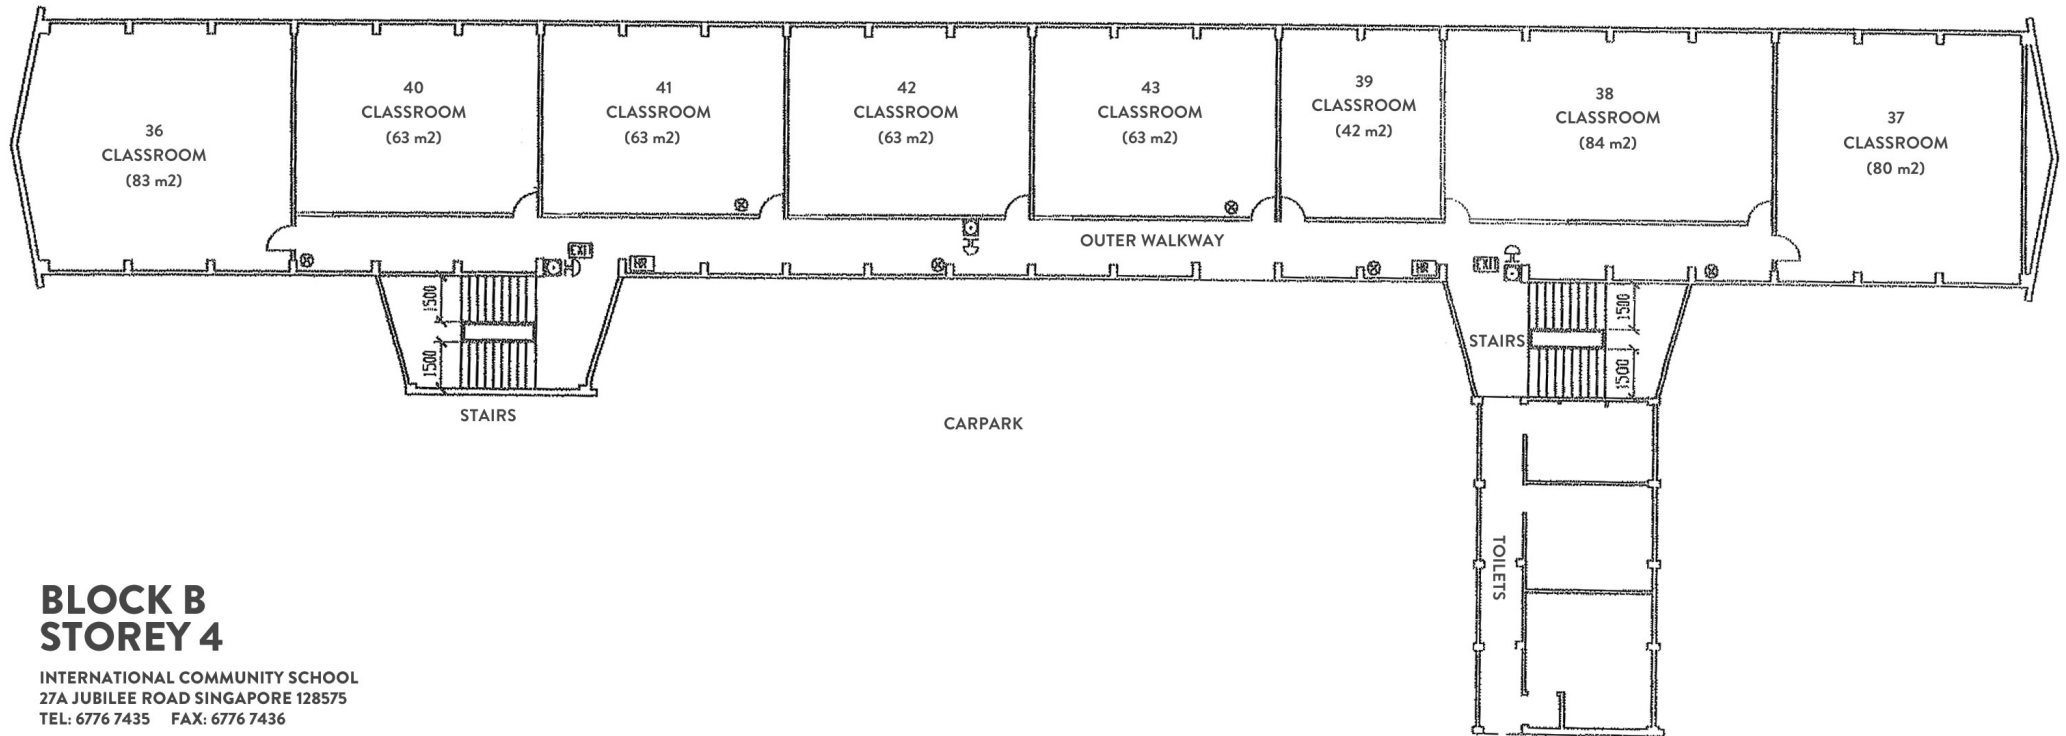 36
CLASSROOM
(83 m2)
40
CLASSROOM
(63 m2)
41
CLASSROOM
(63 m2)
42
CLASSROOM
(63 m2)
43
CLASSROOM
(63 m2)
39
CLASSROOM
(42 m2)
38
CLASSROOM
(84 m2)
37
CLASSROOM
(80 m2)
OUTER WALKWAY
EXIT
HR
HR
EXIT
1500
1500
STAIRS
STAIRS
1500
1500
CARPARK
TOILETS
BLOCK B
STOREY 4
INTERNATIONAL COMMUNITY SCHOOL
27A JUBILEE ROAD SINGAPORE 128575
TEL: 6776 7435 FAX: 6776 7436